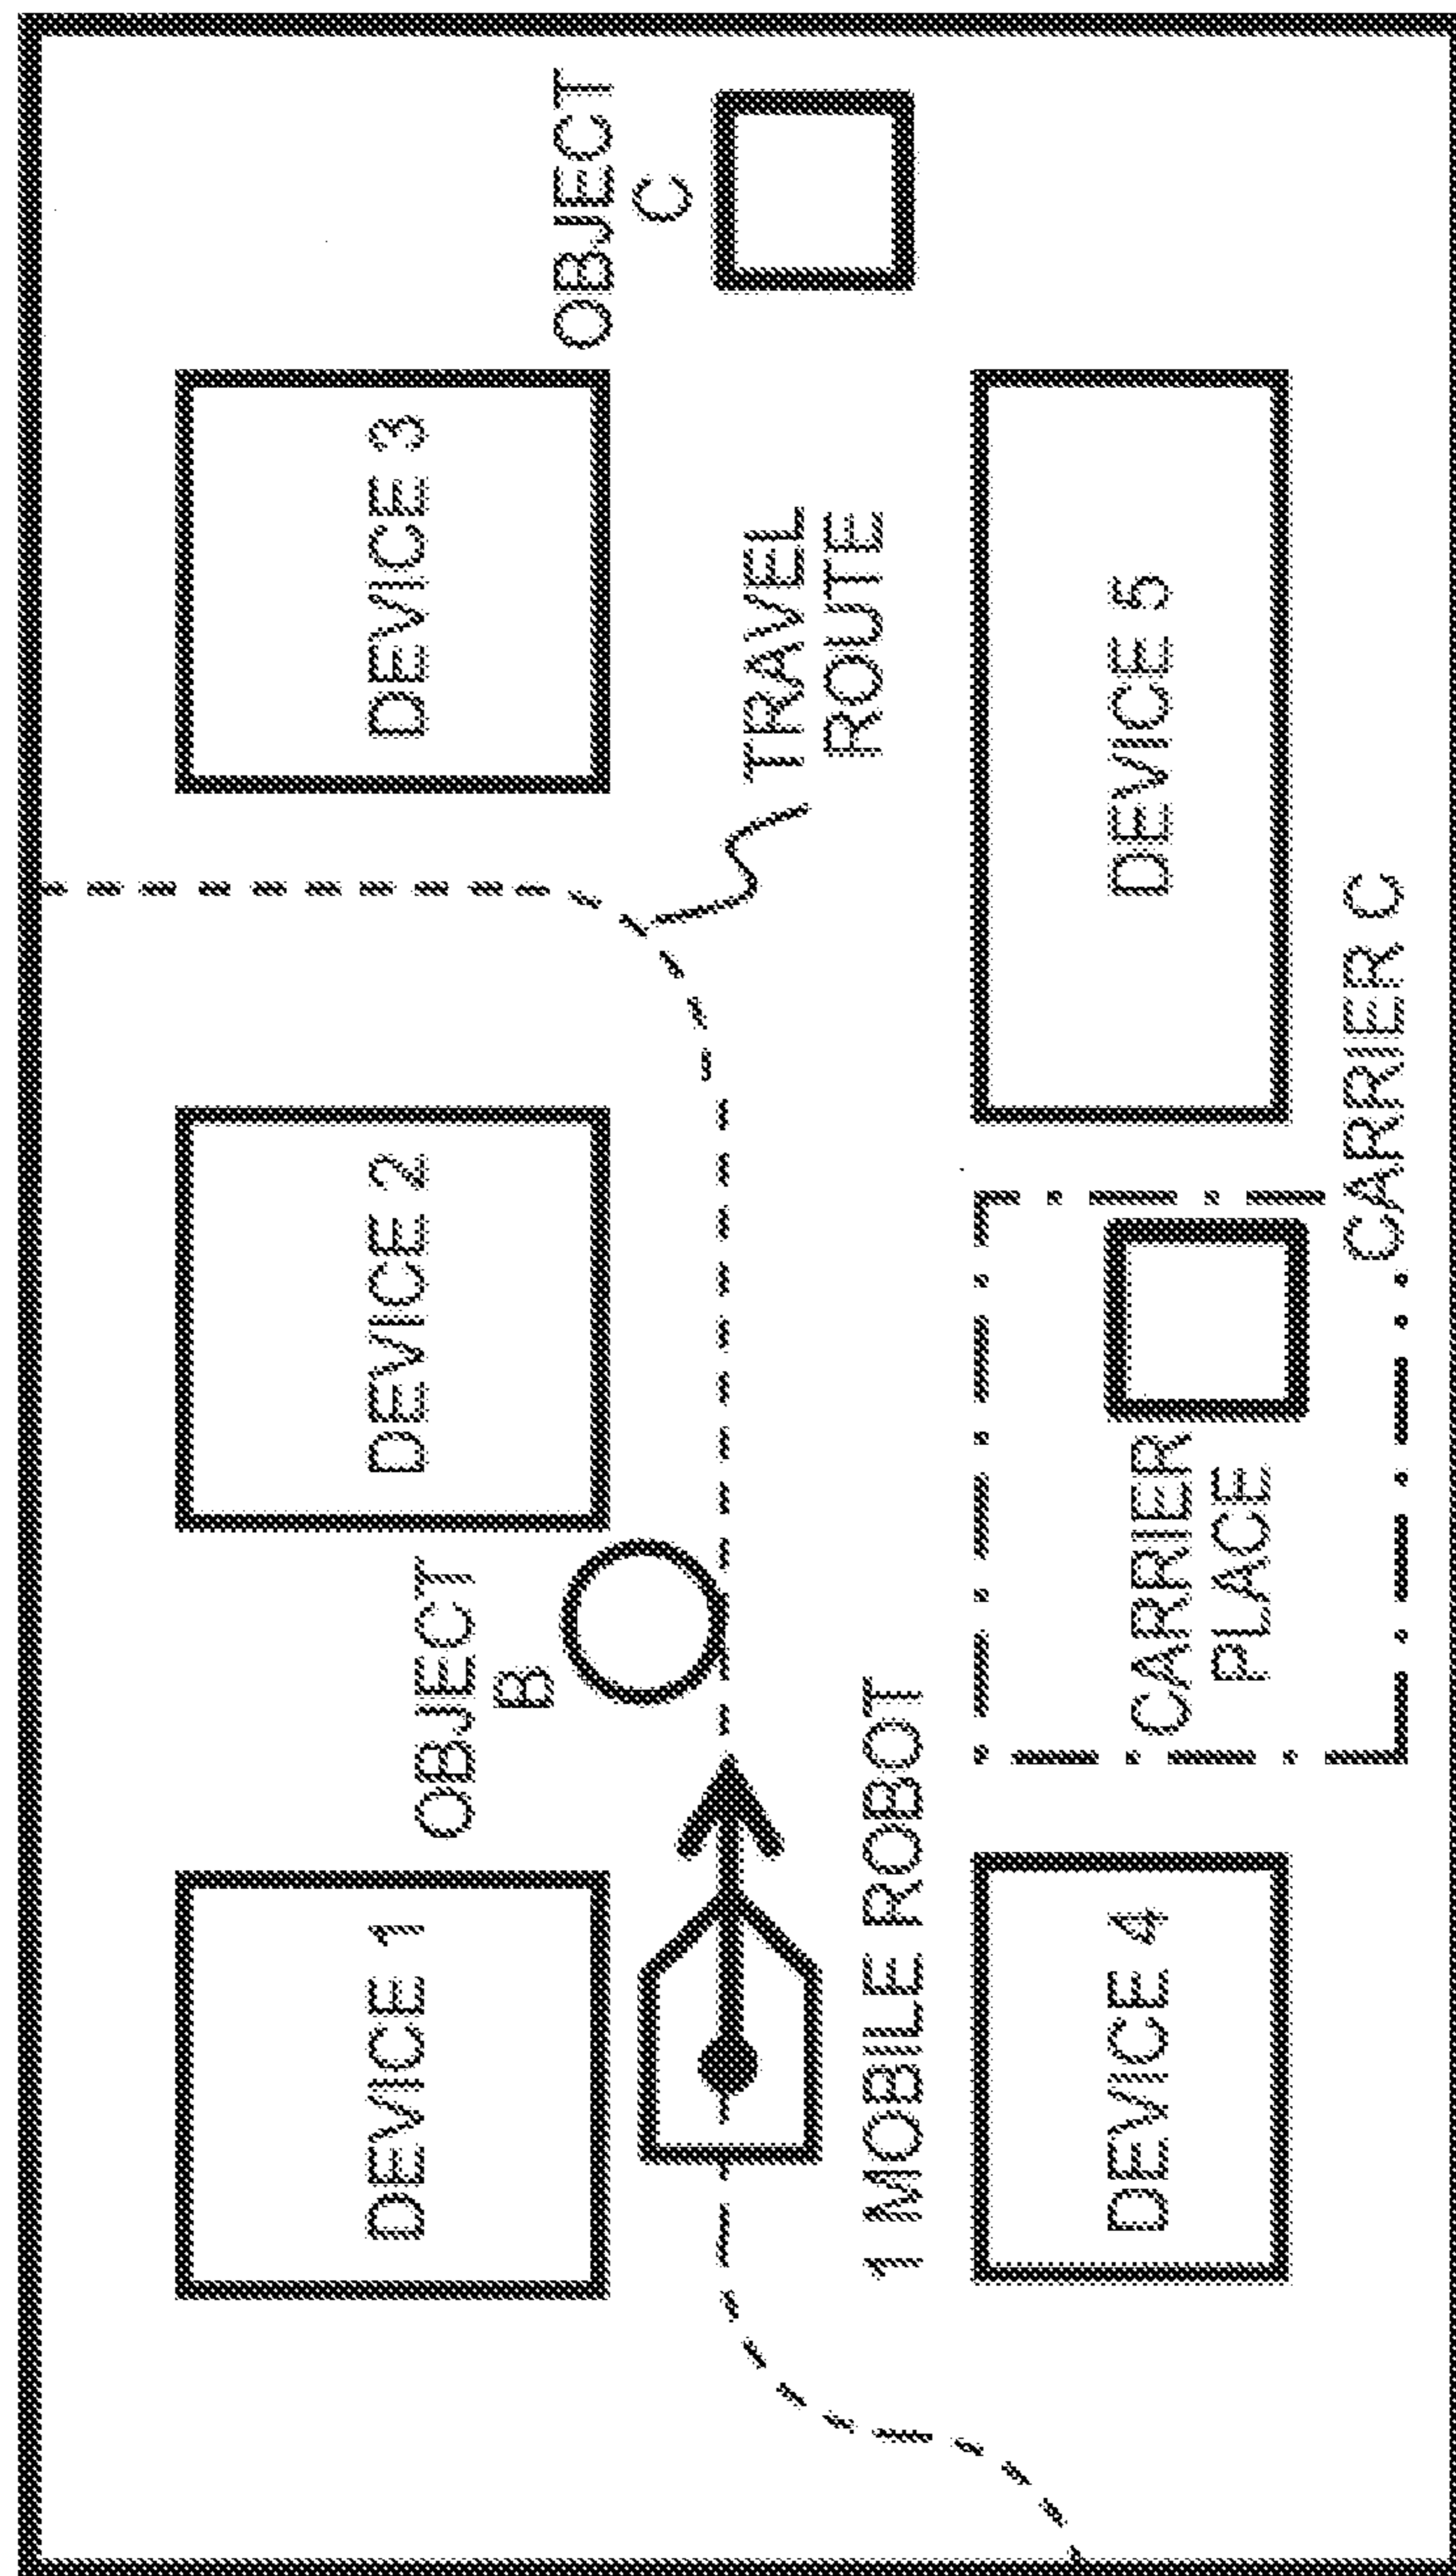 DEVICE 1
DEVICE 2
DEVICE 3
OBJECT
B
OBJECT
C
TRAVEL
ROUTE
1 MOBILE ROBOT
DEVICE 4
CARRIER
PLACE
DEVICE 5
CARRIER C